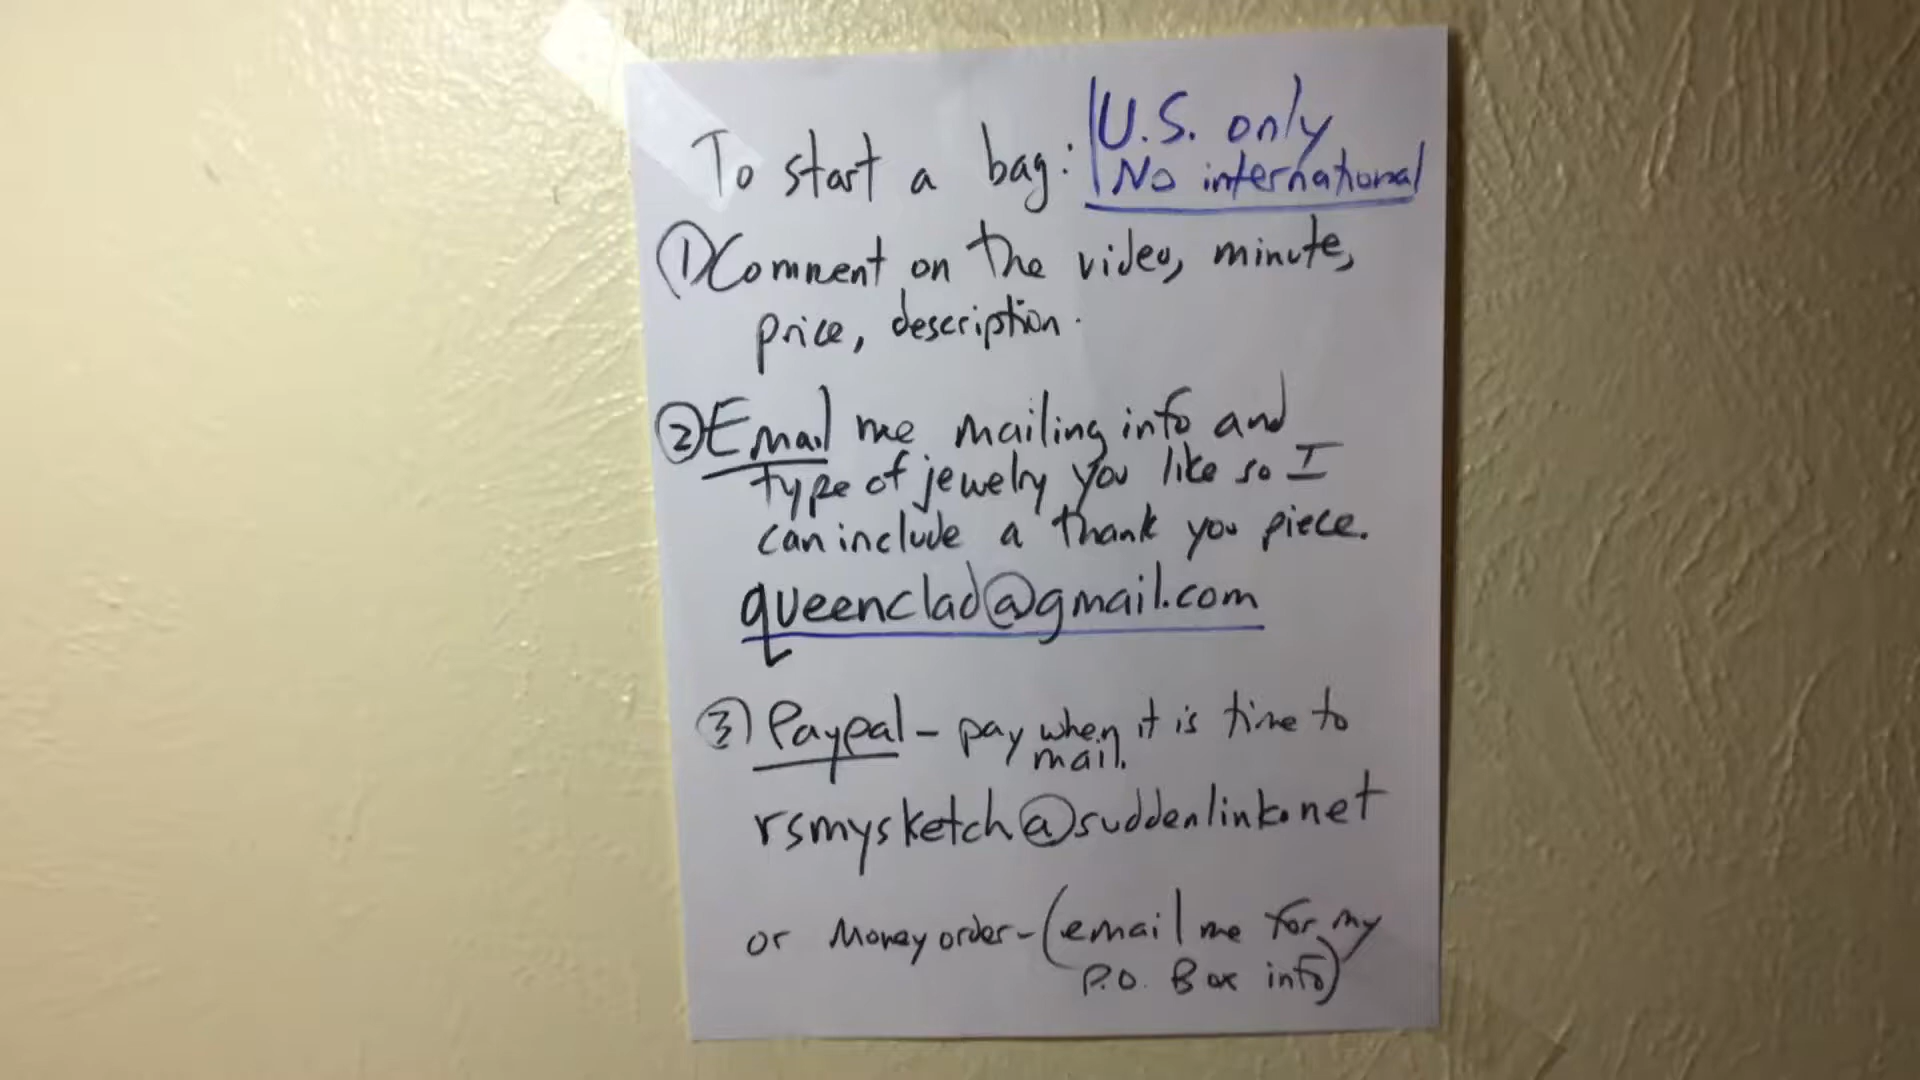 To start a bag: U.S. only
No international
① Comment on the video, minute,
price, description.
② Email me mailing info and
type of jewelry you like so I
can include a thank you piece.
queenclad@gmail.com
③ Paypal - pay when it is time to
mail.
rsmysketch@suddenlink.net
or Money order - (email me for my
P.O. Box info)